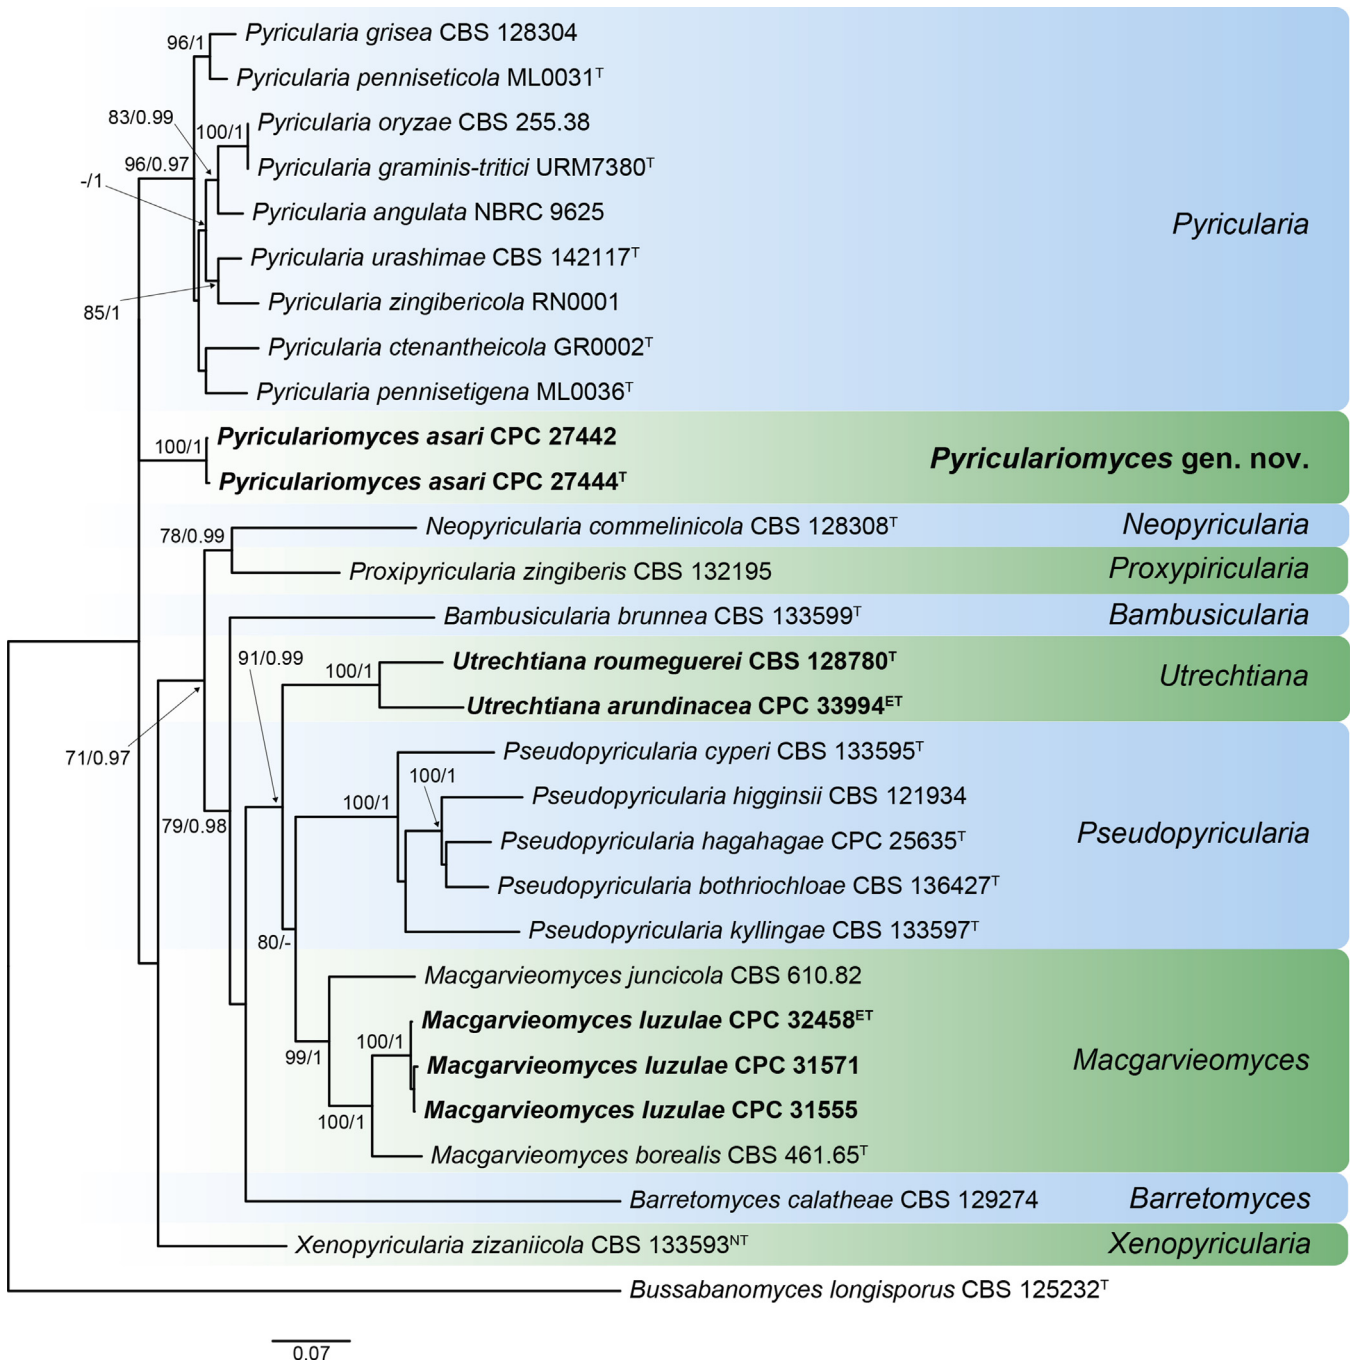 Pyricularia grisea CBS 128304
96/1
Pyricularia penniseticola ML0031ᵀ
83/0.99
100/1
Pyricularia oryzae CBS 255.38
96/0.97
Pyricularia graminis-tritici URM7380ᵀ
-/1
Pyricularia angulata NBRC 9625
Pyricularia
Pyricularia urashimae CBS 142117ᵀ
85/1
Pyricularia zingibericola RN0001
Pyricularia ctenantheicola GR0002ᵀ
Pyricularia pennisetigena ML0036ᵀ
Pyriculariomyces asari CPC 27442
100/1
Pyriculariomyces gen. nov.
Pyriculariomyces asari CPC 27444ᵀ
78/0.99
Neopyricularia commelinicola CBS 128308ᵀ
Neopyricularia
Proxipyricularia zingiberis CBS 132195
Proxypiricularia
Bambusicularia brunnea CBS 133599ᵀ
Bambusicularia
91/0.99
100/1
Utrechtiana roumeguerei CBS 128780ᵀ
Utrechtiana
Utrechtiana arundinacea CPC 33994ᴱᵀ
71/0.97
Pseudopyricularia cyperi CBS 133595ᵀ
100/1
100/1
Pseudopyricularia higginsii CBS 121934
79/0.98
Pseudopyricularia hagahagae CPC 25635ᵀ
Pseudopyricularia
Pseudopyricularia bothriochloae CBS 136427ᵀ
80/-
Pseudopyricularia kyllingae CBS 133597ᵀ
Macgarvieomyces juncicola CBS 610.82
Macgarvieomyces luzulae CPC 32458ᴱᵀ
100/1
99/1
Macgarvieomyces luzulae CPC 31571
Macgarvieomyces
Macgarvieomyces luzulae CPC 31555
100/1
Macgarvieomyces borealis CBS 461.65ᵀ
Barretomyces calatheae CBS 129274
Barretomyces
Xenopyricularia zizaniicola CBS 133593ᴺᵀ
Xenopyricularia
Bussabanomyces longisporus CBS 125232ᵀ
0.07